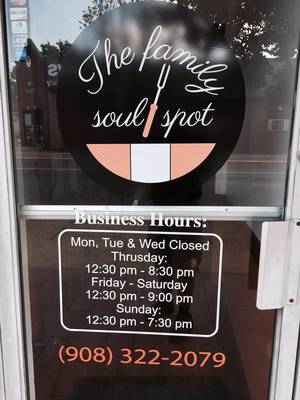 The family
soul spot
Business Hours:
Mon, Tue & Wed Closed
Thrusday:
12:30 pm - 8:30 pm
Friday - Saturday
12:30 pm - 9:00 pm
Sunday:
12:30 pm - 7:30 pm
(908) 322-2079